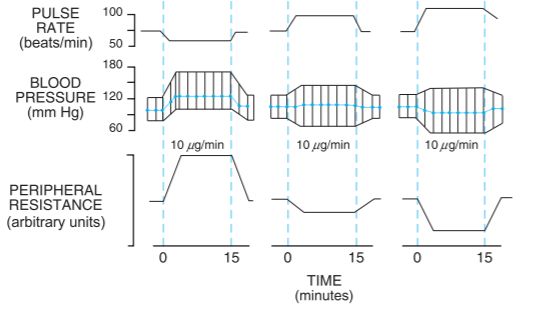 PULSE
RATE
(beats/min)
100
50
BLOOD
PRESSURE
(mm Hg)
180
120
60
10 µg/min 10 µg/min 10 µg/min
PERIPHERAL
RESISTANCE
(arbitrary units)
0 15 0 15 0 15
TIME
(minutes)